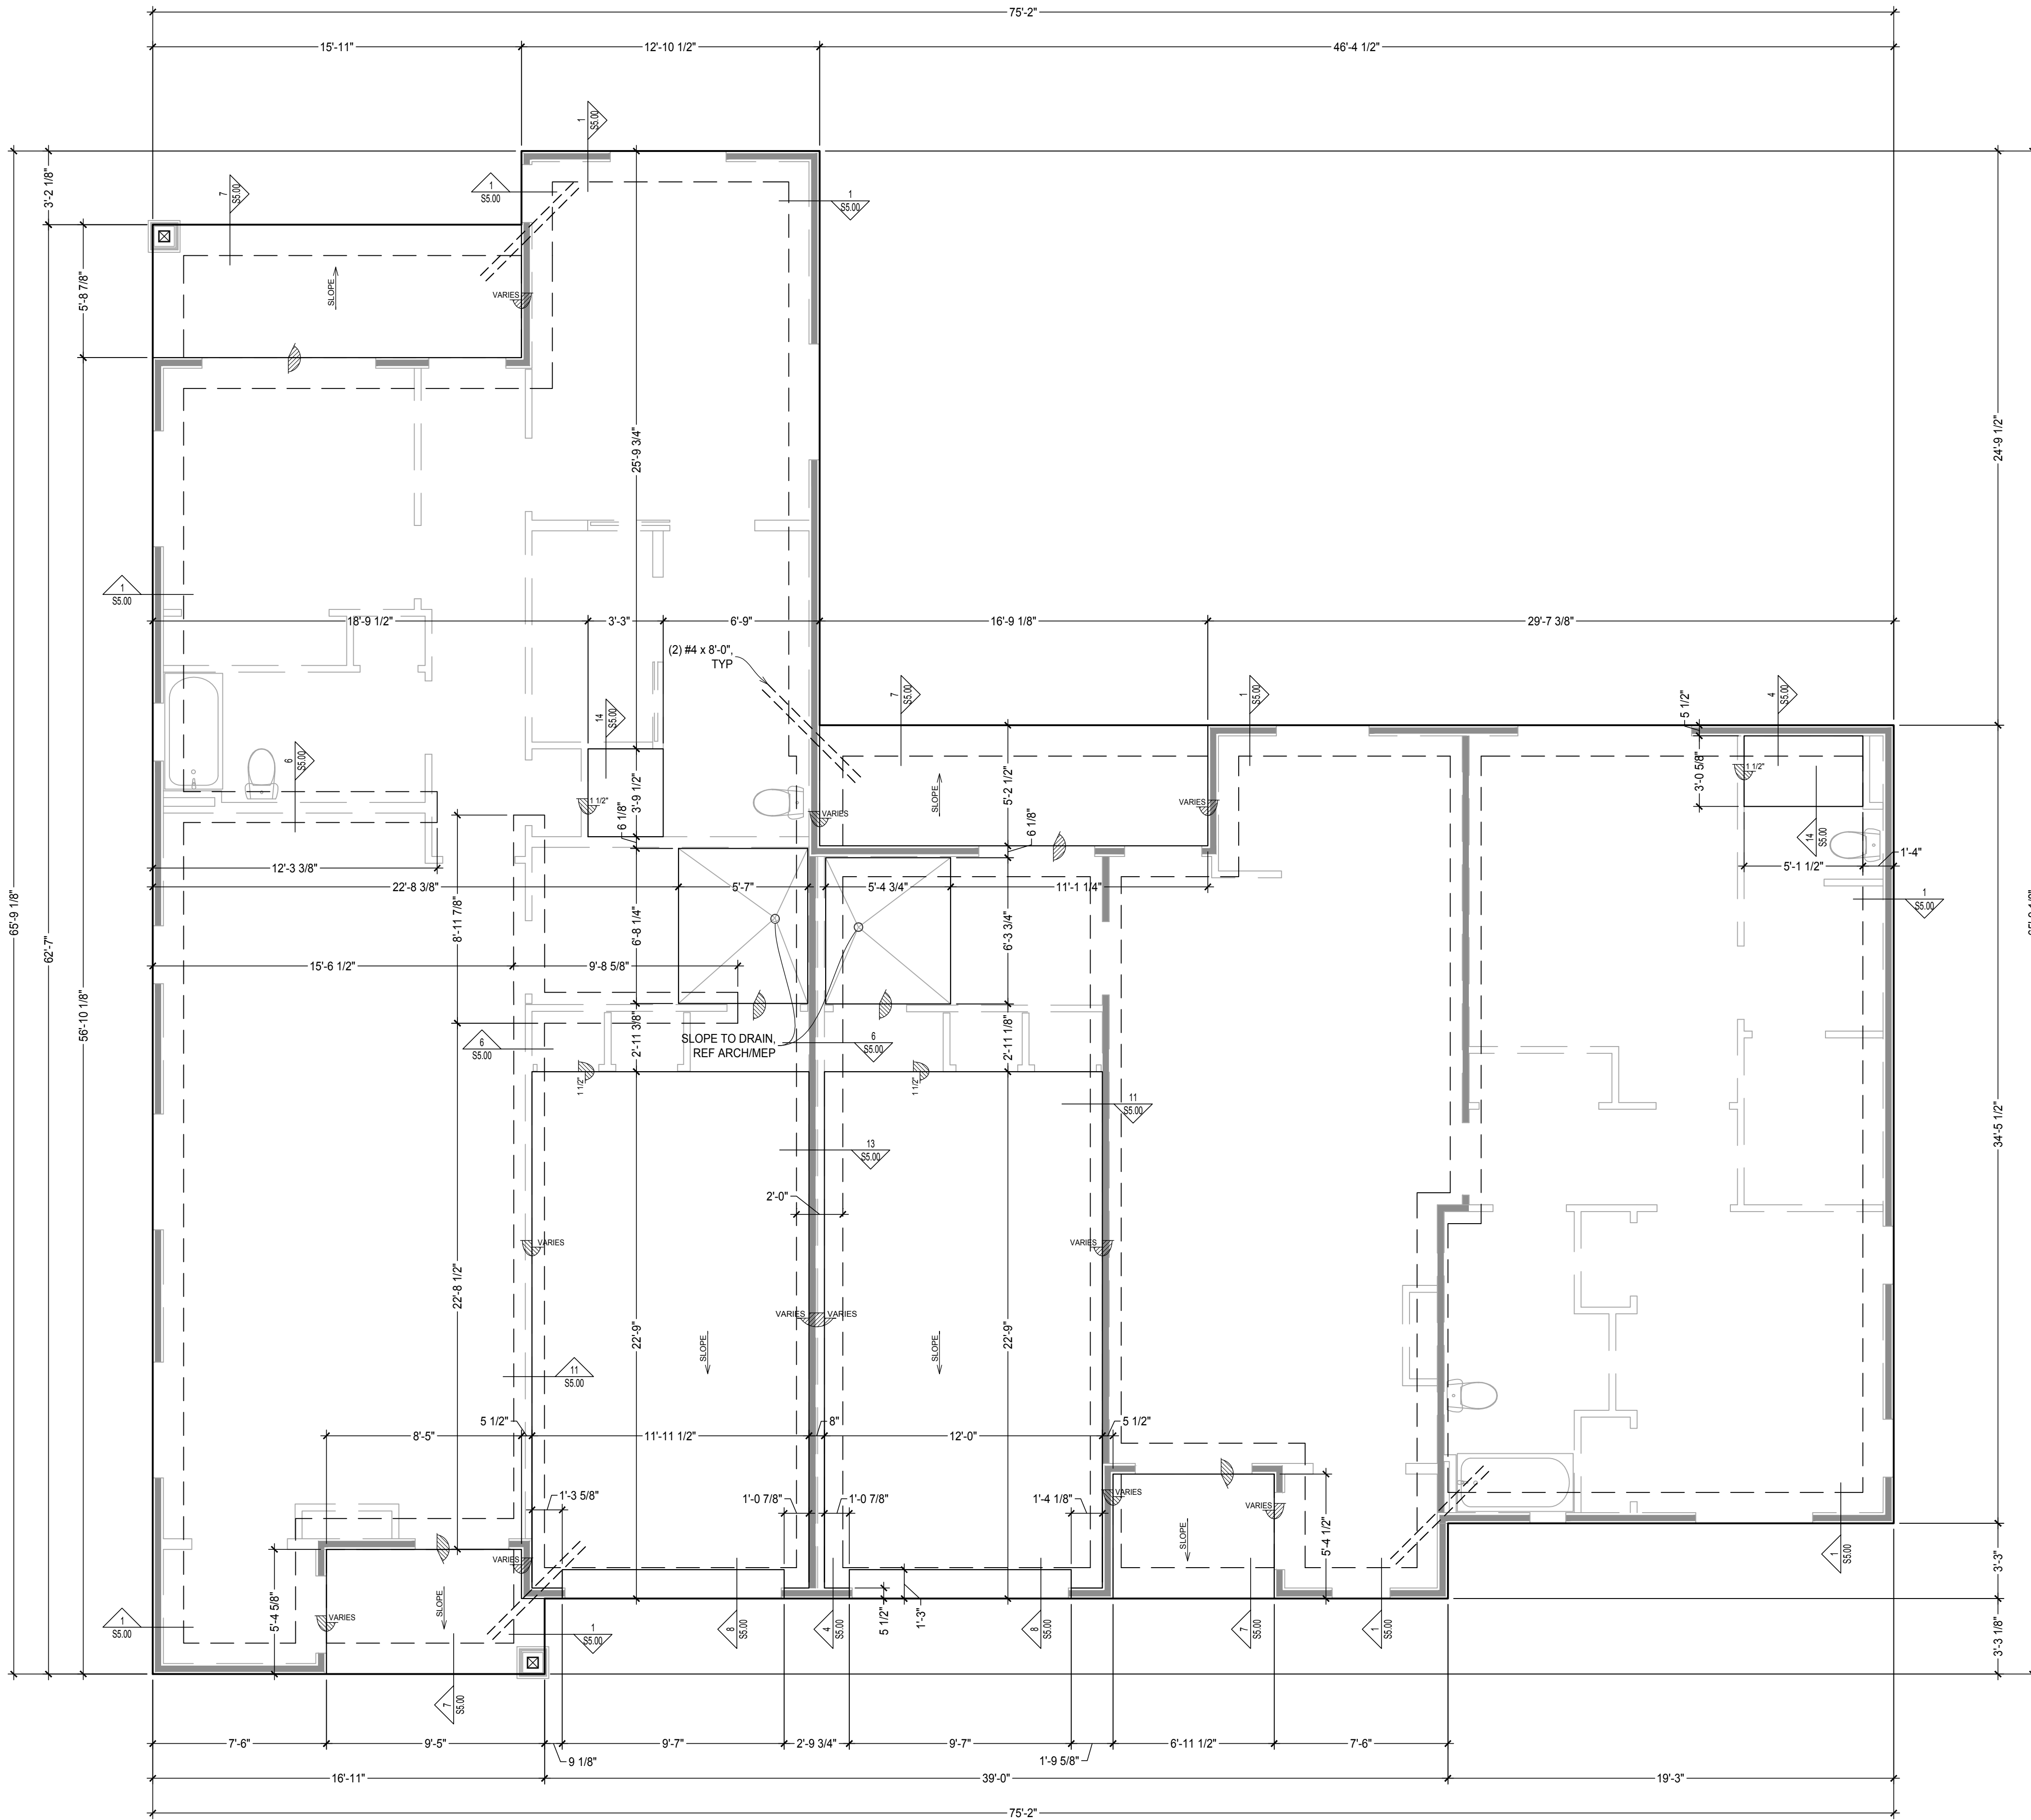 75'-2"
15'-11"
12'-10 1/2"
46'-4 1/2"
1
S5.00
7
S5.00
1
S5.00
1
S5.00
3'-2 1/8"
5'-8 7/8"
SLOPE
VARIES
25'-9 3/4"
24'-9 1/2"
1
S5.00
18'-9 1/2"
3'-3"
6'-9"
16'-9 1/8"
29'-7 3/8"
(2) #4 x 8'-0",
TYP
7
S5.00
1
S5.00
5 1/2"
4
S5.00
14
S5.00
6
S5.00
1 1/2"
3'-9 1/2"
6 1/8"
VARIES
SLOPE
5'-2 1/2"
6 1/8"
VARIES
3'-0 5/8"
1 1/2"
14
S5.00
5'-1 1/2"
1'-4"
12'-3 3/8"
22'-8 3/8"
5'-7"
5'-4 3/4"
11'-1 1/4"
1
S5.00
65'-9 1/8"
62'-7"
56'-10 1/8"
8'-11 7/8"
6'-8 1/4"
6'-3 3/4"
15'-6 1/2"
9'-8 5/8"
6
S5.00
2'-11 3/8"
SLOPE TO DRAIN,
REF ARCH/MEP
6
S5.00
2'-11 1/8"
1 1/2"
1 1/2"
11
S5.00
13
S5.00
34'-5 1/2"
2'-0"
VARIES
VARIES
22'-8 1/2"
22'-9"
VARIES
VARIES
22'-9"
SLOPE
SLOPE
11
S5.00
8'-5"
5 1/2"
11'-11 1/2"
8"
12'-0"
5 1/2"
1'-3 5/8"
1'-0 7/8"
1'-0 7/8"
1'-4 1/8"
VARIES
VARIES
SLOPE
5'-4 1/2"
1
S5.00
3'-3"
VARIES
5'-4 5/8"
SLOPE
VARIES
1
S5.00
1
S5.00
8
S5.00
4
S5.00
5 1/2"
1'-3"
8
S5.00
7
S5.00
1
S5.00
3'-3 1/8"
7
S5.00
7'-6"
9'-5"
9 1/8"
9'-7"
2'-9 3/4"
9'-7"
1'-9 5/8"
6'-11 1/2"
7'-6"
16'-11"
39'-0"
19'-3"
75'-2"